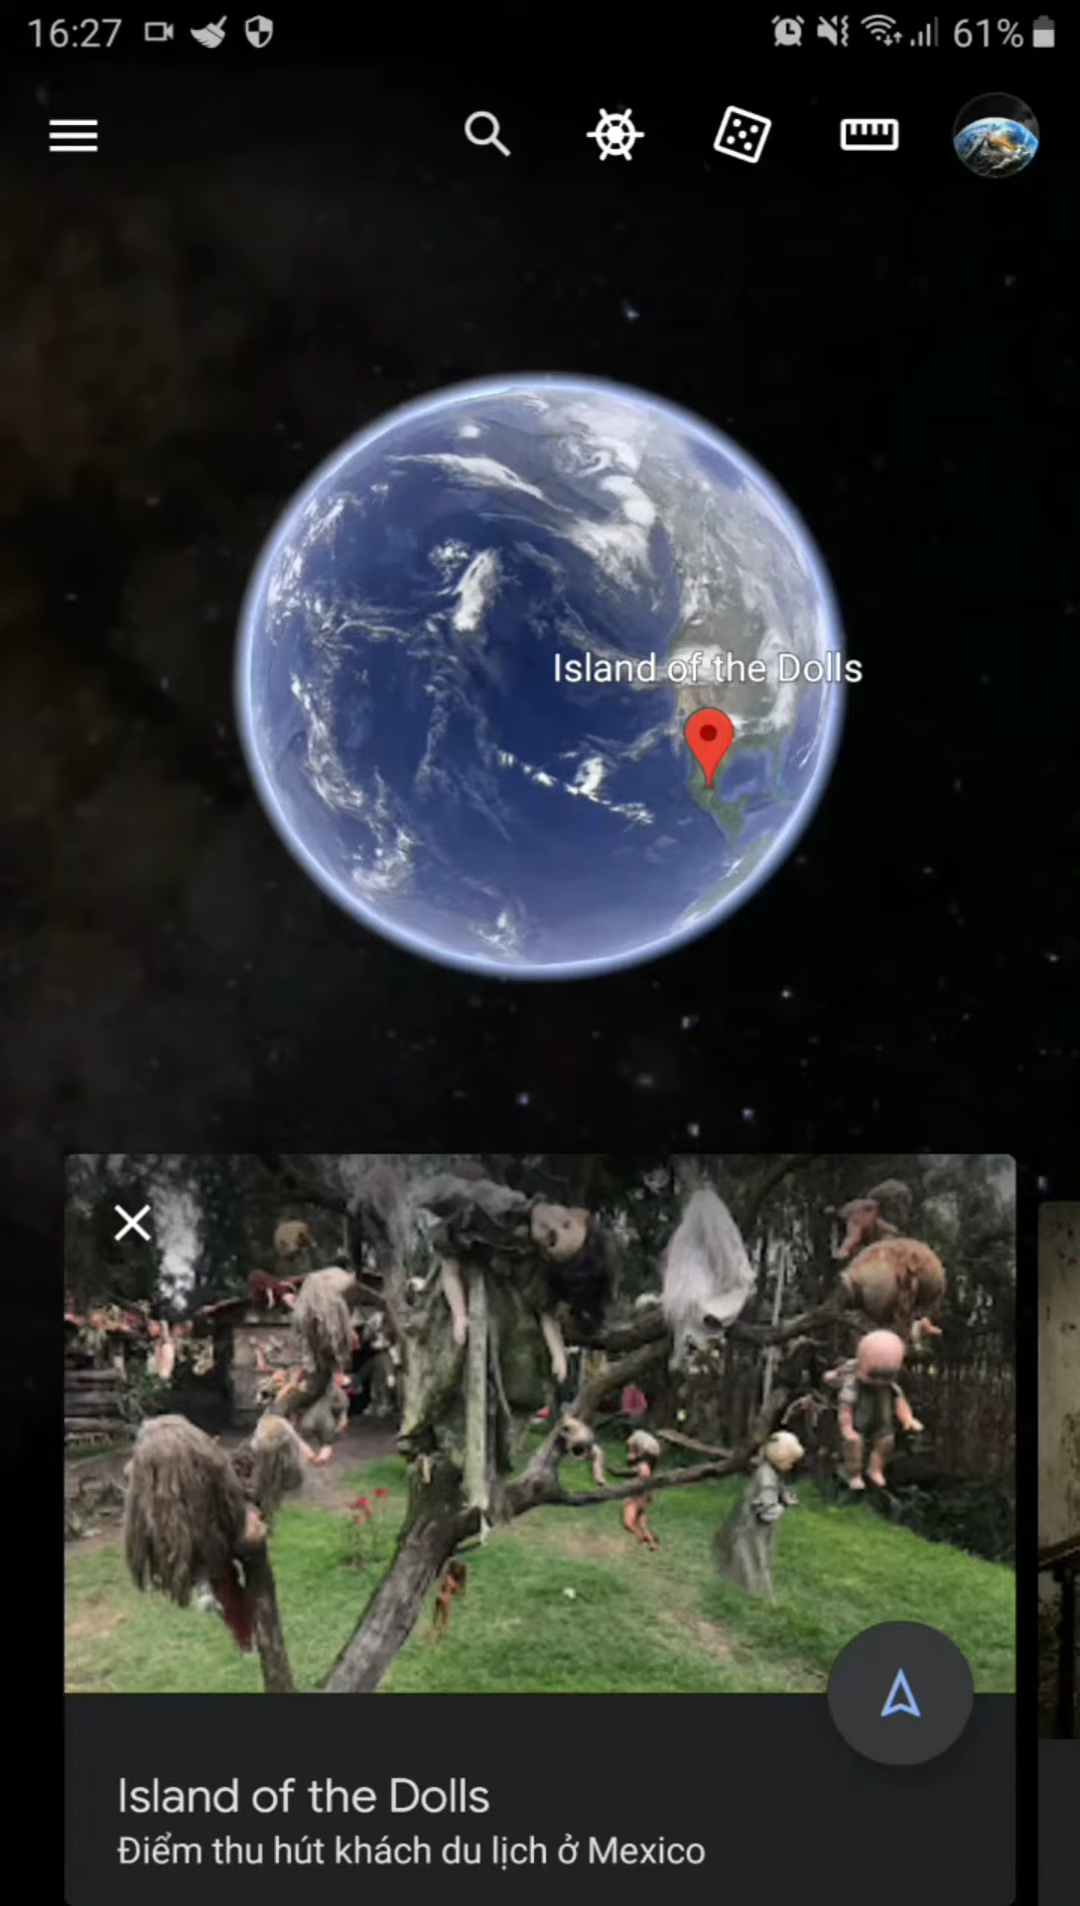 16:27
61%
Island of the Dolls
Island of the Dolls
Điểm thu hút khách du lịch ở Mexico